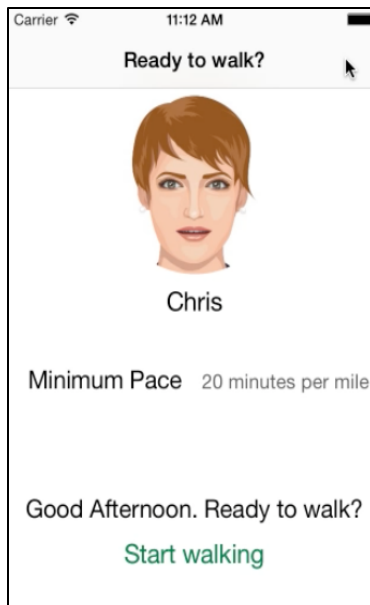 Carrier 11:12 AM
Ready to walk?
Chris
Minimum Pace 20 minutes per mile
Good Afternoon. Ready to walk?
Start walking